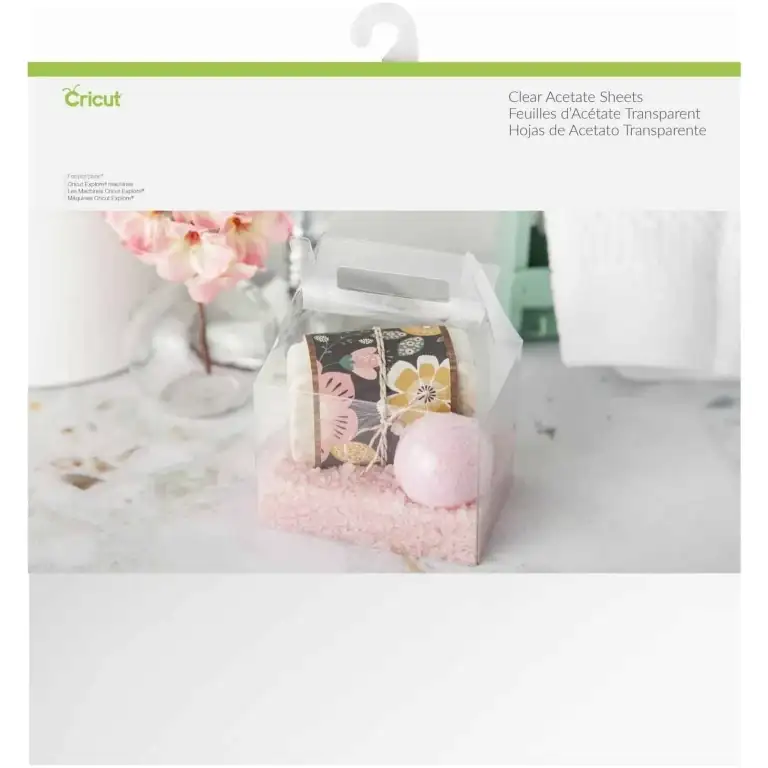 Cricut
Clear Acetate Sheets
Feuilles d'Acétate Transparent
Hojas de Acetato Transparente
Cricut Explore® machines
Les Machines Cricut Explore®
Máquinas Cricut Explore®